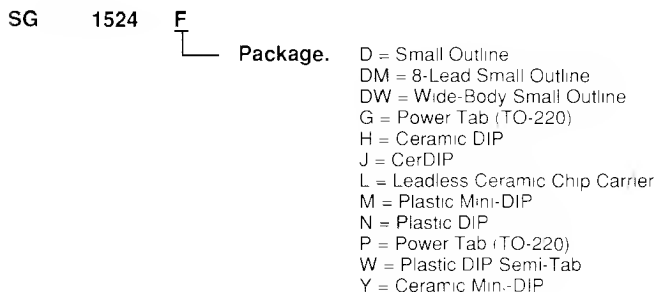 SG 1524 F
Package. D = Small Outline
DM = 8-Lead Small Outline
DW = Wide-Body Small Outline
G = Power Tab (TO-220)
H = Ceramic DIP
J = CerDIP
L = Leadless Ceramic Chip Carrier
M = Plastic Mini-DIP
N = Plastic DIP
P = Power Tab (TO-220)
W = Plastic DIP Semi-Tab
Y = Ceramic Min.-DIP